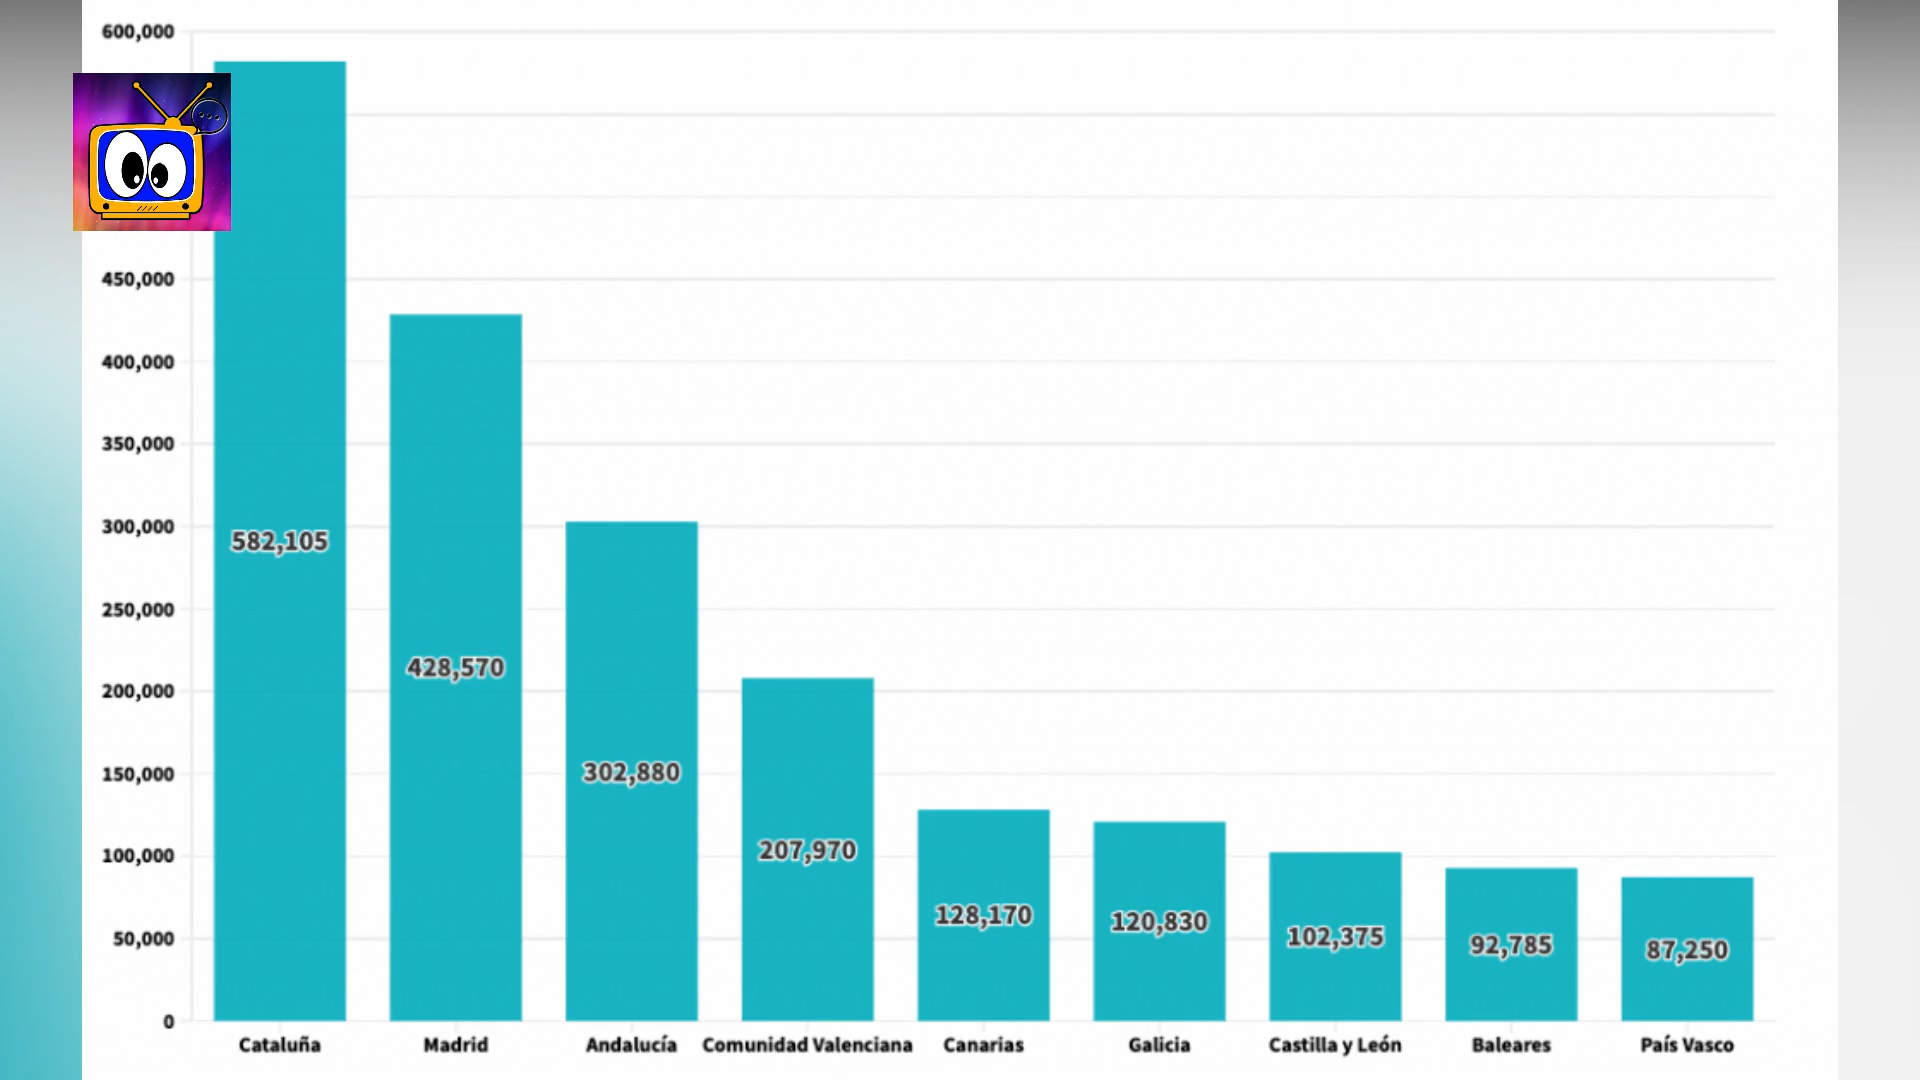 600,000
450,000
400,000
350,000
300,000
250,000
200,000
150,000
100,000
50,000
0
582,105
428,570
302,880
207,970
128,170
120,830
102,375
92,785
87,250
Cataluña
Madrid
Andalucía
Comunidad Valenciana
Canarias
Galicia
Castilla y León
Baleares
País Vasco